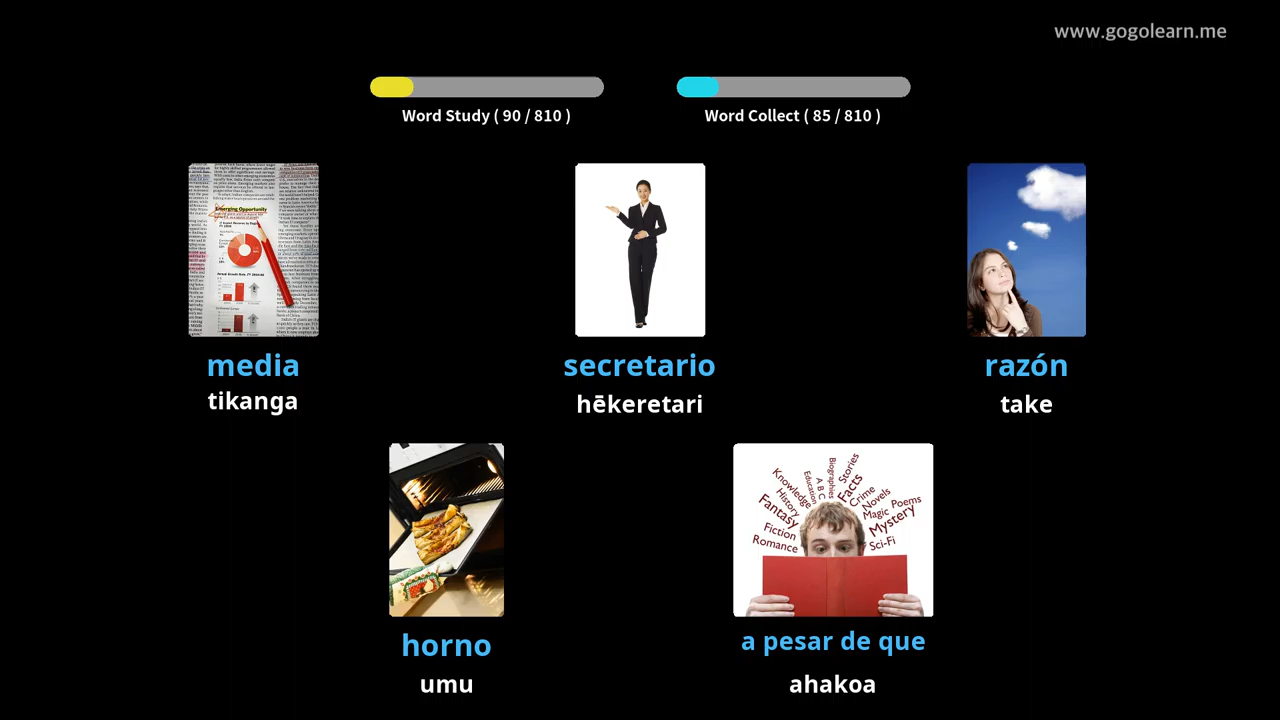 www.gogolearn.me
Word Study ( 90 / 810 )
Word Collect ( 85 / 810 )
Emerging Opportunity
media
tikanga
secretario
hēkeretari
razón
take
Stories
Biographies
A B C
Education
Facts
Knowledge
Crime
History
Novels
Poems
Fantasy
Magic
Mystery
Fiction
Romance
Sci-Fi
horno
umu
a pesar de que
ahakoa